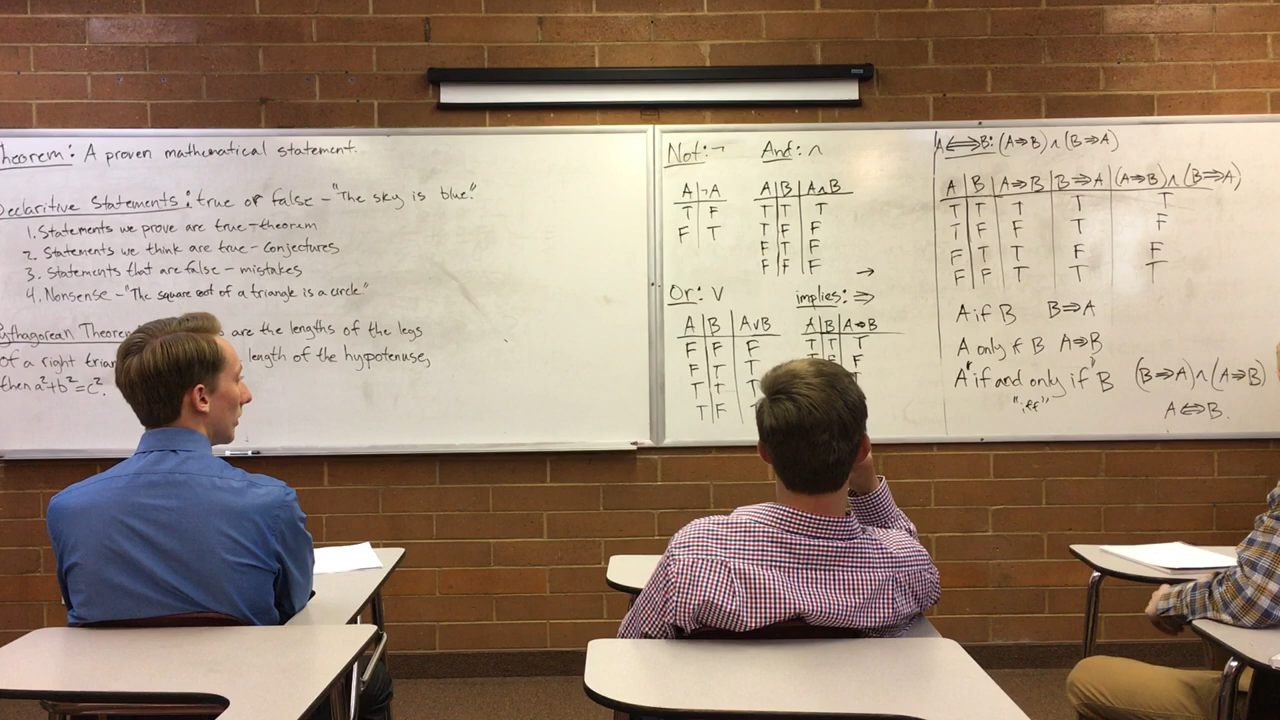 heorem: A proven mathematical statement.
Declaritive Statements: true or false - "The sky is blue."
1. Statements we prove are true - theorem
2. Statements we think are true - conjectures
3. Statements that are false - mistakes
4. Nonsense - "The square root of a triangle is a circle"
ythagorean Theorem are the lengths of the legs
of a right trian length of the hypotenuse,
then a²+b²=c².
Not: ¬
A | ¬A
T | F
F | T
And: ∧
A | B | A∧B
T | T | T
T | F | F
F | T | F
F | F | F
Or: ∨
A | B | A∨B
F | F | F
F | T | T
T | T | T
T | F
→
implies: ⇒
A | B | A⇒B
T | T | T
T | F | F
T
F T
A⟺B: (A⇒B) ∧ (B⇒A)
A | B | A⇒B | B⇒A | (A⇒B) ∧ (B⇒A)
T | T | T | T | T
T | F | F | T | F
F | T | T | F | F
F | F | T | T | T
A if B B⇒A
A only if B A⇒B
A "if and only if" B (B⇒A)∧(A⇒B)
"iff" A⟺B.